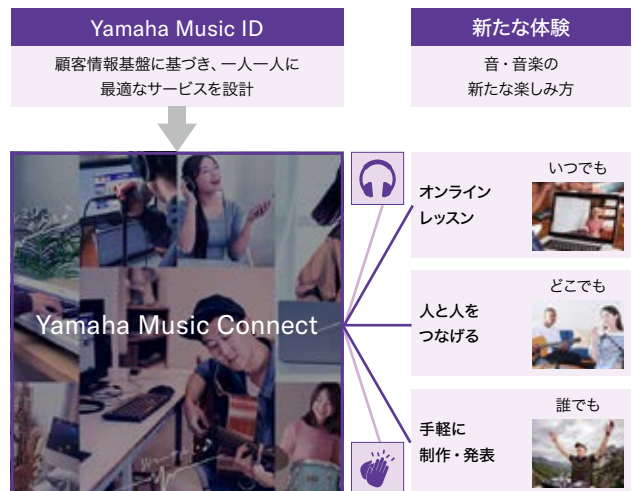 Yamaha Music ID
顧客情報基盤に基づき、一人一人に
最適なサービスを設計
新たな体験
音・音楽の
新たな楽しみ方
Yamaha Music Connect
オンライン
レッスン
いつでも
人と人を
つなげる
どこでも
手軽に
制作・発表
誰でも